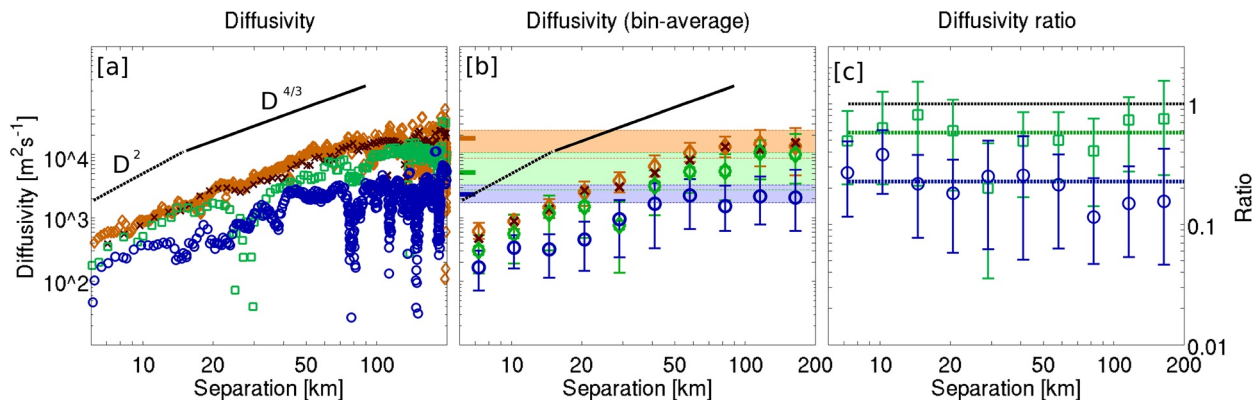 Diffusivity
Diffusivity (bin-average)
Diffusivity ratio
[a]
[b]
[c]
D^4/3
D^2
Diffusivity [m²s⁻¹]
10^4
10^3
10^2
1
0.1
0.01
Ratio
10 20 50 100
10 20 50 100 200
10 20 50 100 200
Separation [km]
Separation [km]
Separation [km]